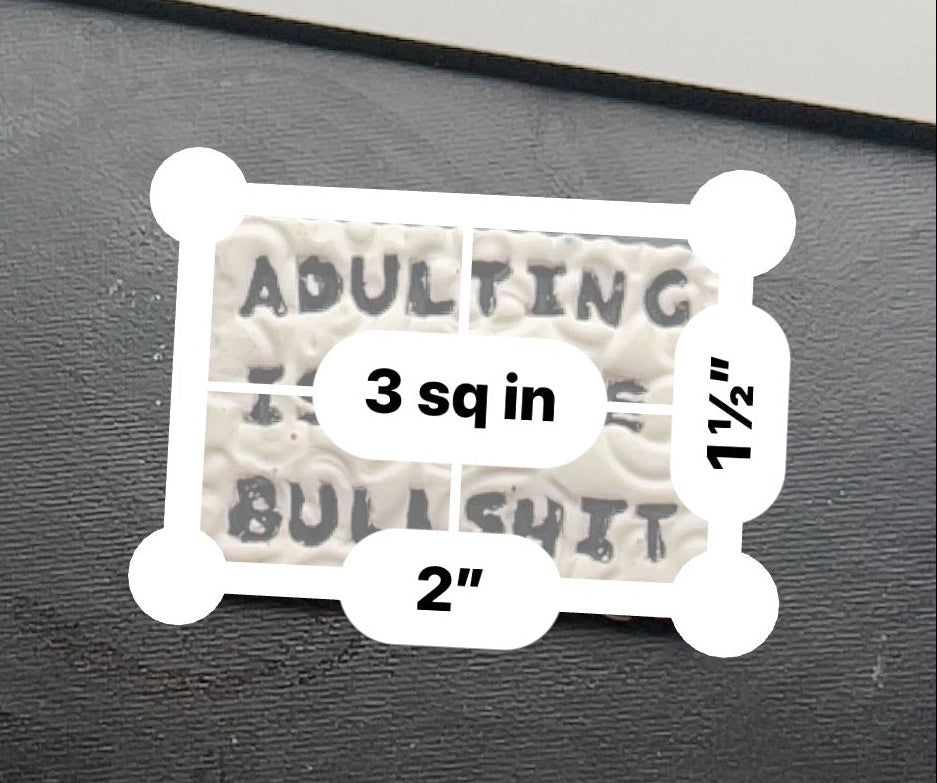 ADULTING
3 sq in
1½"
BULLSHIT
2"